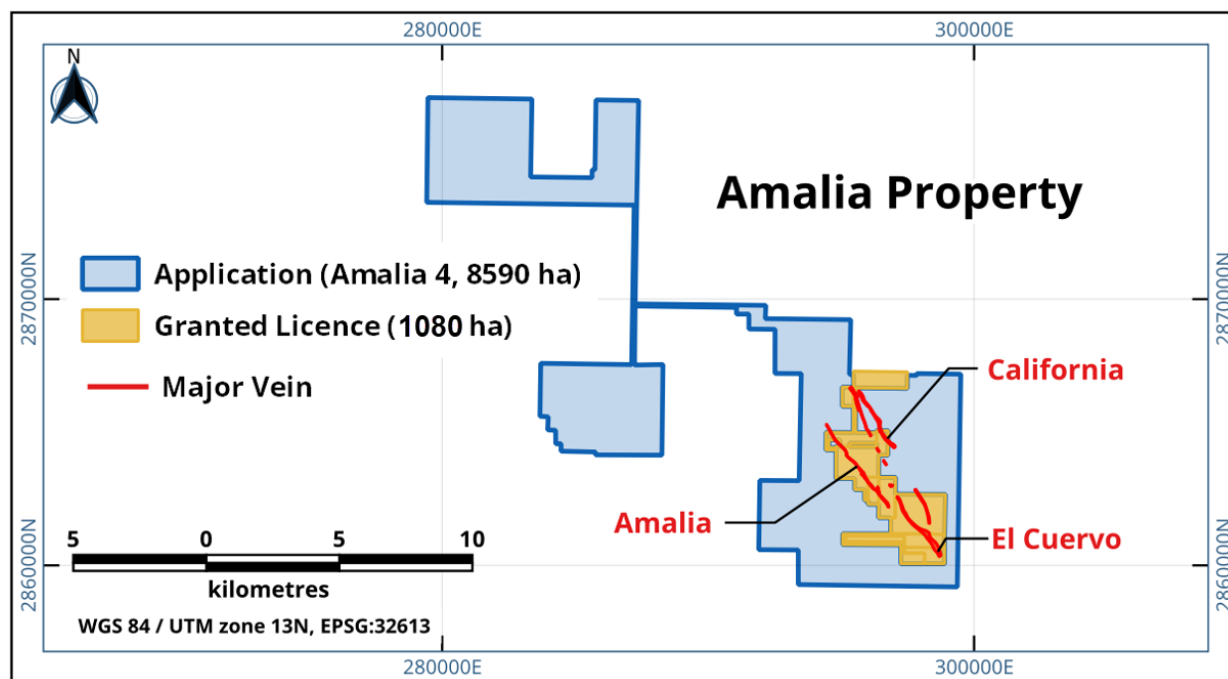 280000E
300000E
N
Amalia Property
2870000N
2870000N
Application (Amalia 4, 8590 ha)
Granted Licence (1080 ha)
Major Vein
California
Amalia
El Cuervo
5 0 5 10
kilometres
2860000N
2860000N
WGS 84 / UTM zone 13N, EPSG:32613
280000E
300000E